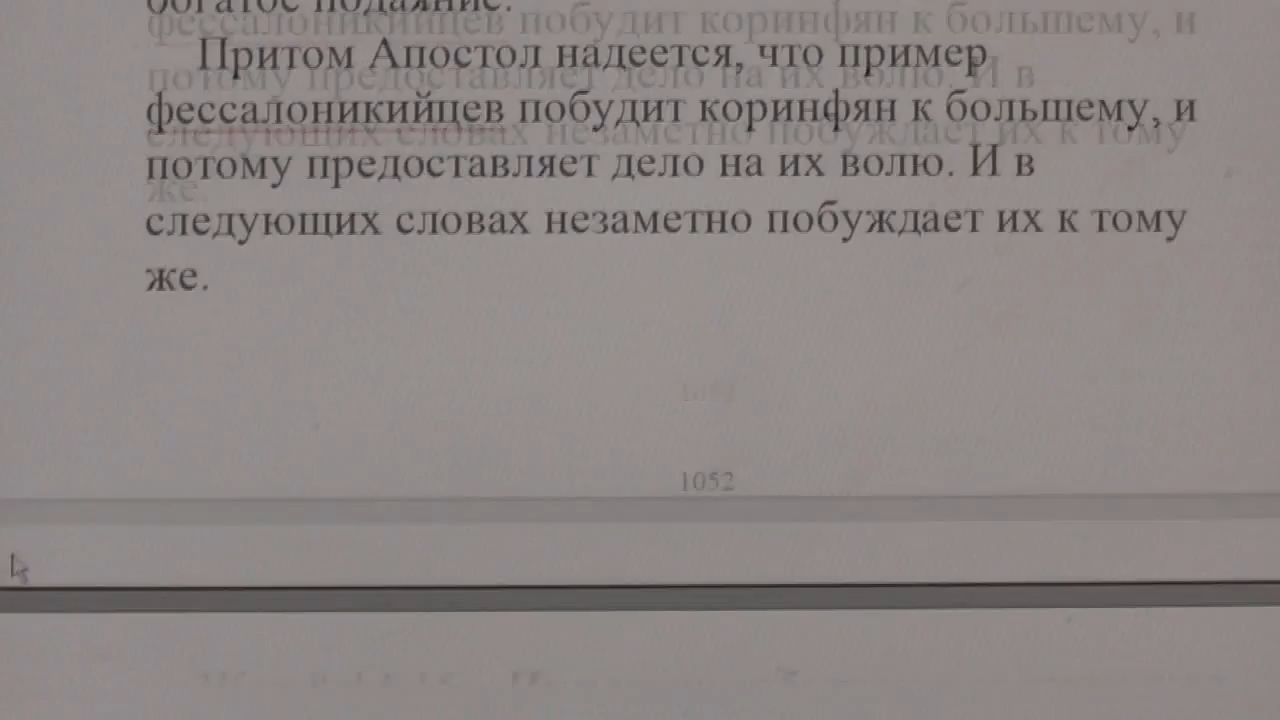 богатое подаяние.
Притом Апостол надеется, что пример
фессалоникийцев побудит коринфян к большему, и
потому предоставляет дело на их волю. И в
следующих словах незаметно побуждает их к тому
же.
1052